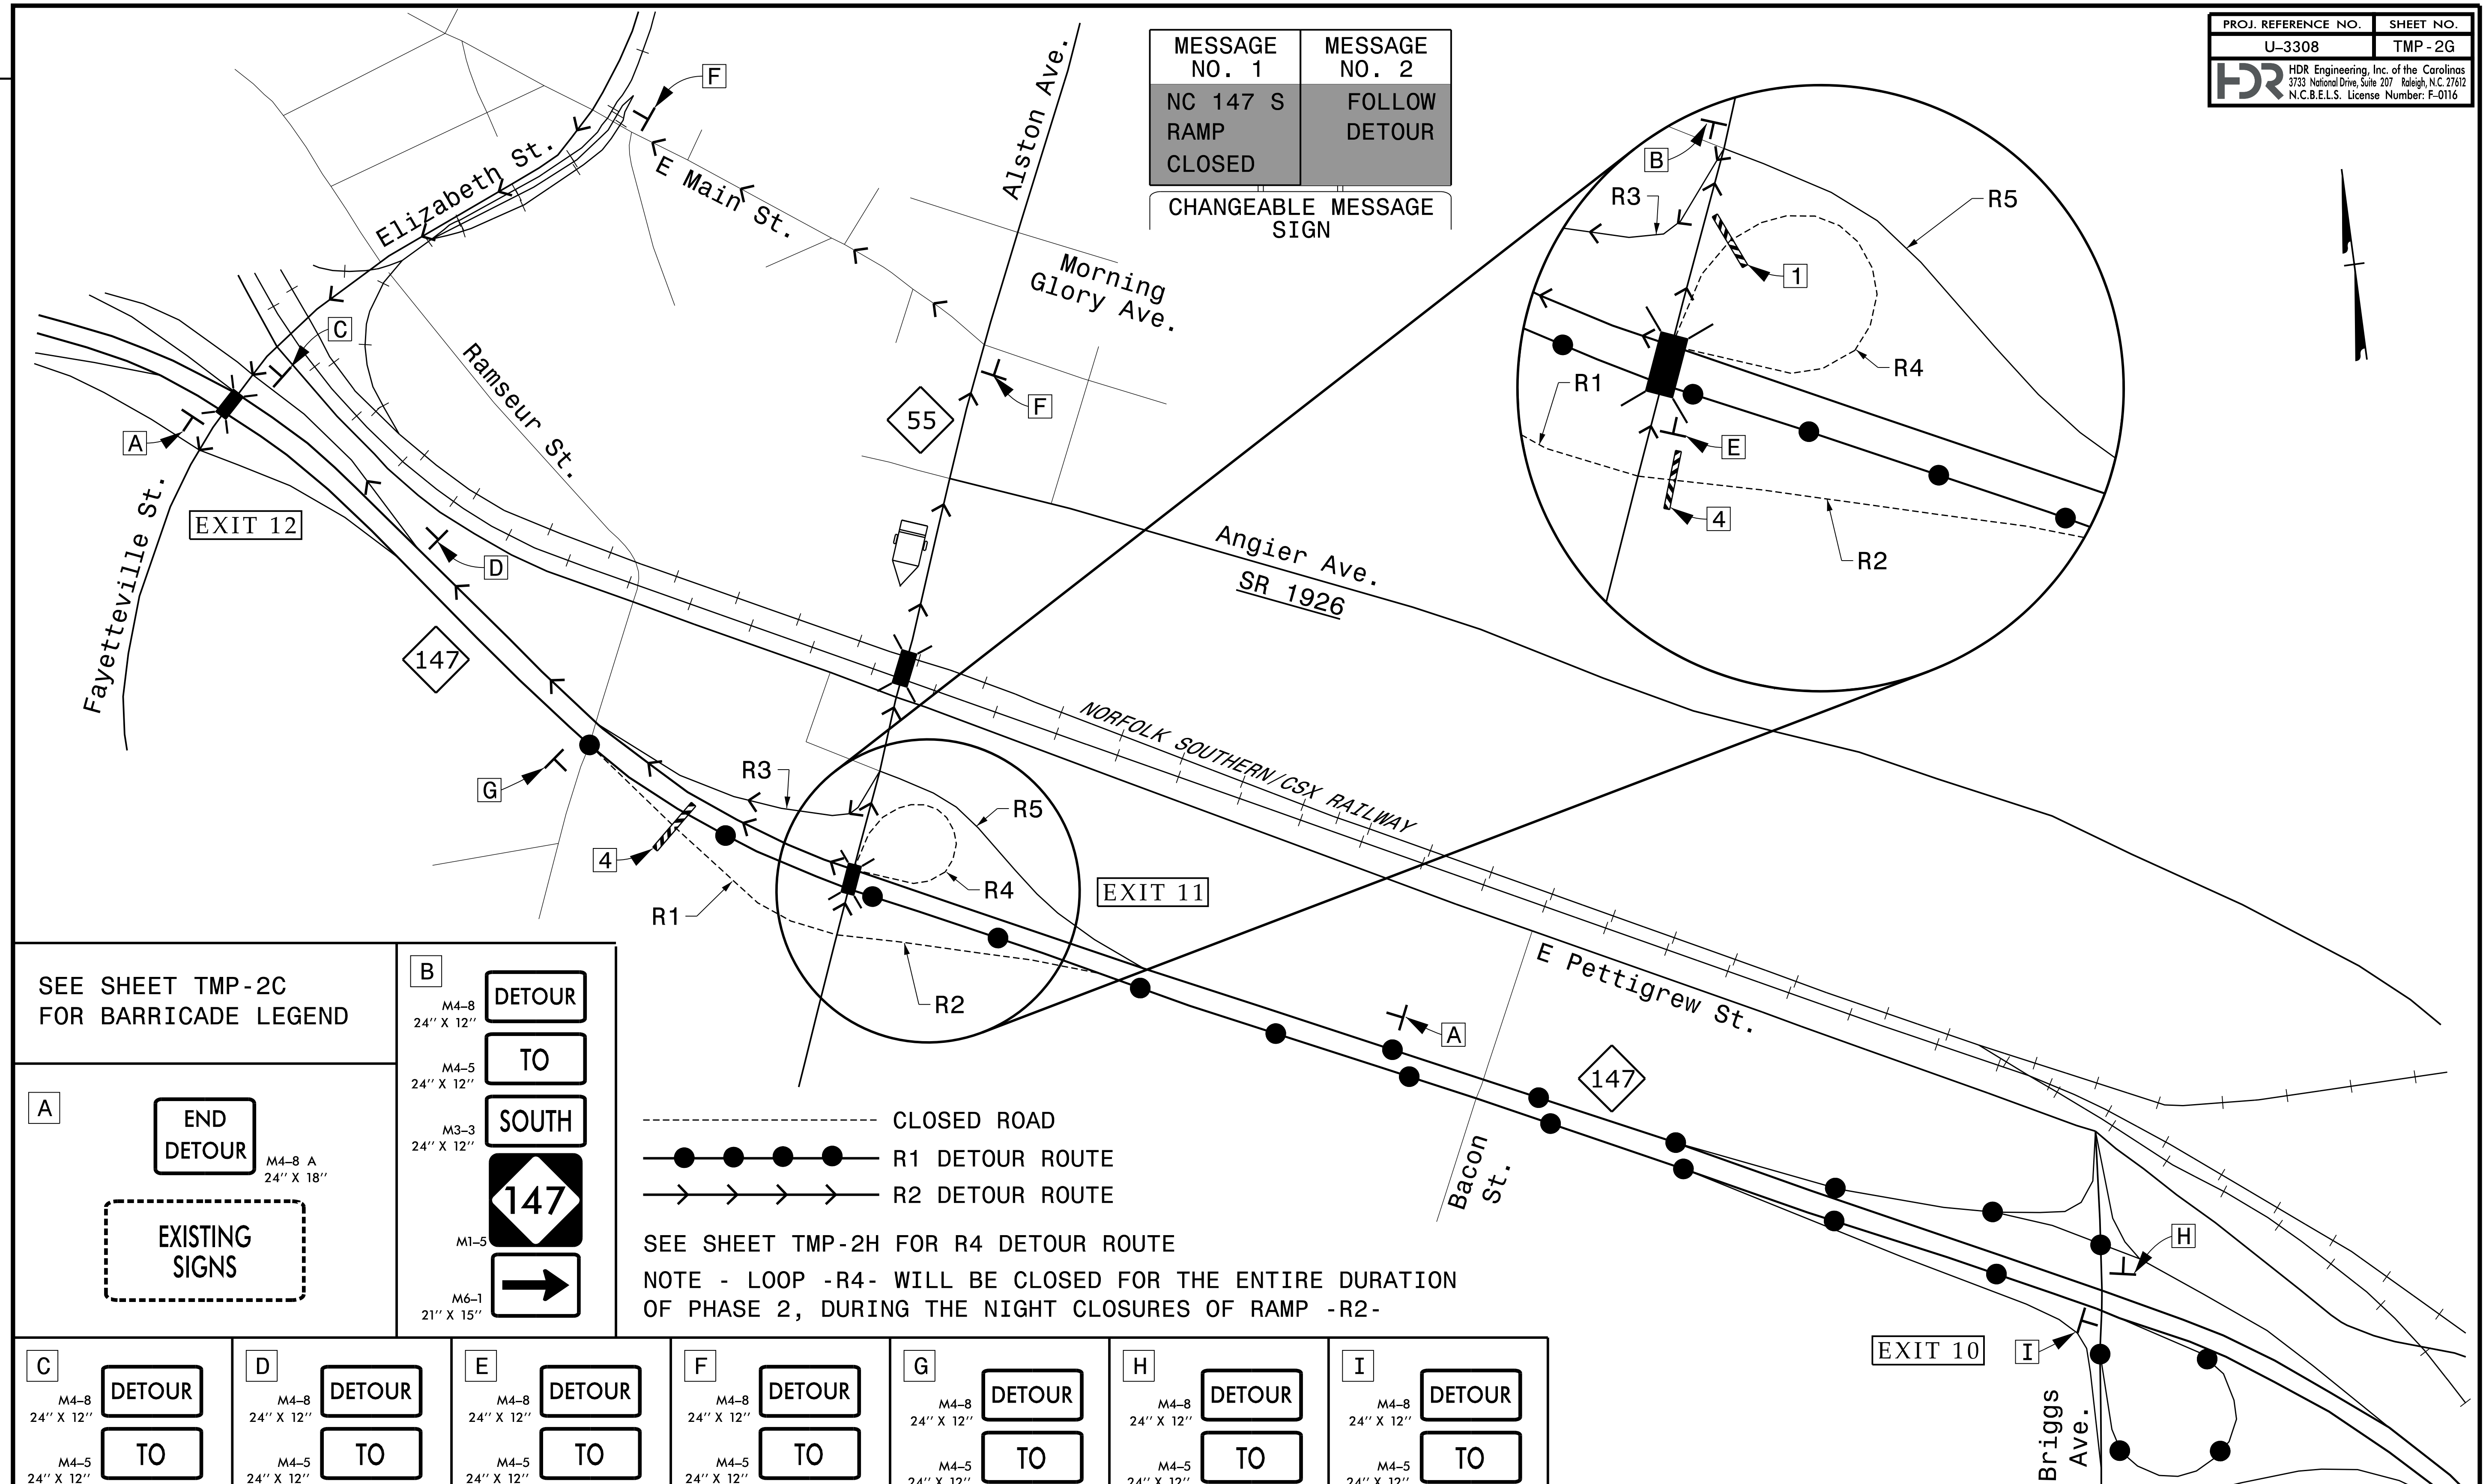 PROJ. REFERENCE NO.
SHEET NO.
U-3308
TMP-2G
HDR
HDR Engineering, Inc. of the Carolinas
3733 National Drive, Suite 207 Raleigh, N.C. 27612
N.C.B.E.L.S. License Number: F-0116
MESSAGE
NO. 1
MESSAGE
NO. 2
NC 147 S
RAMP
CLOSED
FOLLOW
DETOUR
CHANGEABLE MESSAGE
SIGN
F
Elizabeth St.
E Main St.
Alston Ave.
Morning
Glory Ave.
B
R3
R5
1
R4
R1
E
4
R2
C
A
Ramseur St.
55
F
EXIT 12
D
Fayetteville St.
147
Angier Ave.
SR 1926
NORFOLK SOUTHERN/CSX RAILWAY
G
R3
R5
4
R4
R1
EXIT 11
R2
E Pettigrew St.
A
147
Bacon
St.
H
EXIT 10
I
Briggs
Ave.
SEE SHEET TMP-2C
FOR BARRICADE LEGEND
A
END
DETOUR
M4-8 A
24'' X 18''
EXISTING
SIGNS
B
M4-8
24'' X 12''
DETOUR
M4-5
24'' X 12''
TO
M3-3
24'' X 12''
SOUTH
147
M1-5
M6-1
21'' X 15''
CLOSED ROAD
R1 DETOUR ROUTE
R2 DETOUR ROUTE
SEE SHEET TMP-2H FOR R4 DETOUR ROUTE
NOTE - LOOP -R4- WILL BE CLOSED FOR THE ENTIRE DURATION
OF PHASE 2, DURING THE NIGHT CLOSURES OF RAMP -R2-
C
M4-8
24'' X 12''
DETOUR
M4-5
24'' X 12''
TO
D
M4-8
24'' X 12''
DETOUR
M4-5
24'' X 12''
TO
E
M4-8
24'' X 12''
DETOUR
M4-5
24'' X 12''
TO
F
M4-8
24'' X 12''
DETOUR
M4-5
24'' X 12''
TO
G
M4-8
24'' X 12''
DETOUR
M4-5
24'' X 12''
TO
H
M4-8
24'' X 12''
DETOUR
M4-5
24'' X 12''
TO
I
M4-8
24'' X 12''
DETOUR
M4-5
24'' X 12''
TO